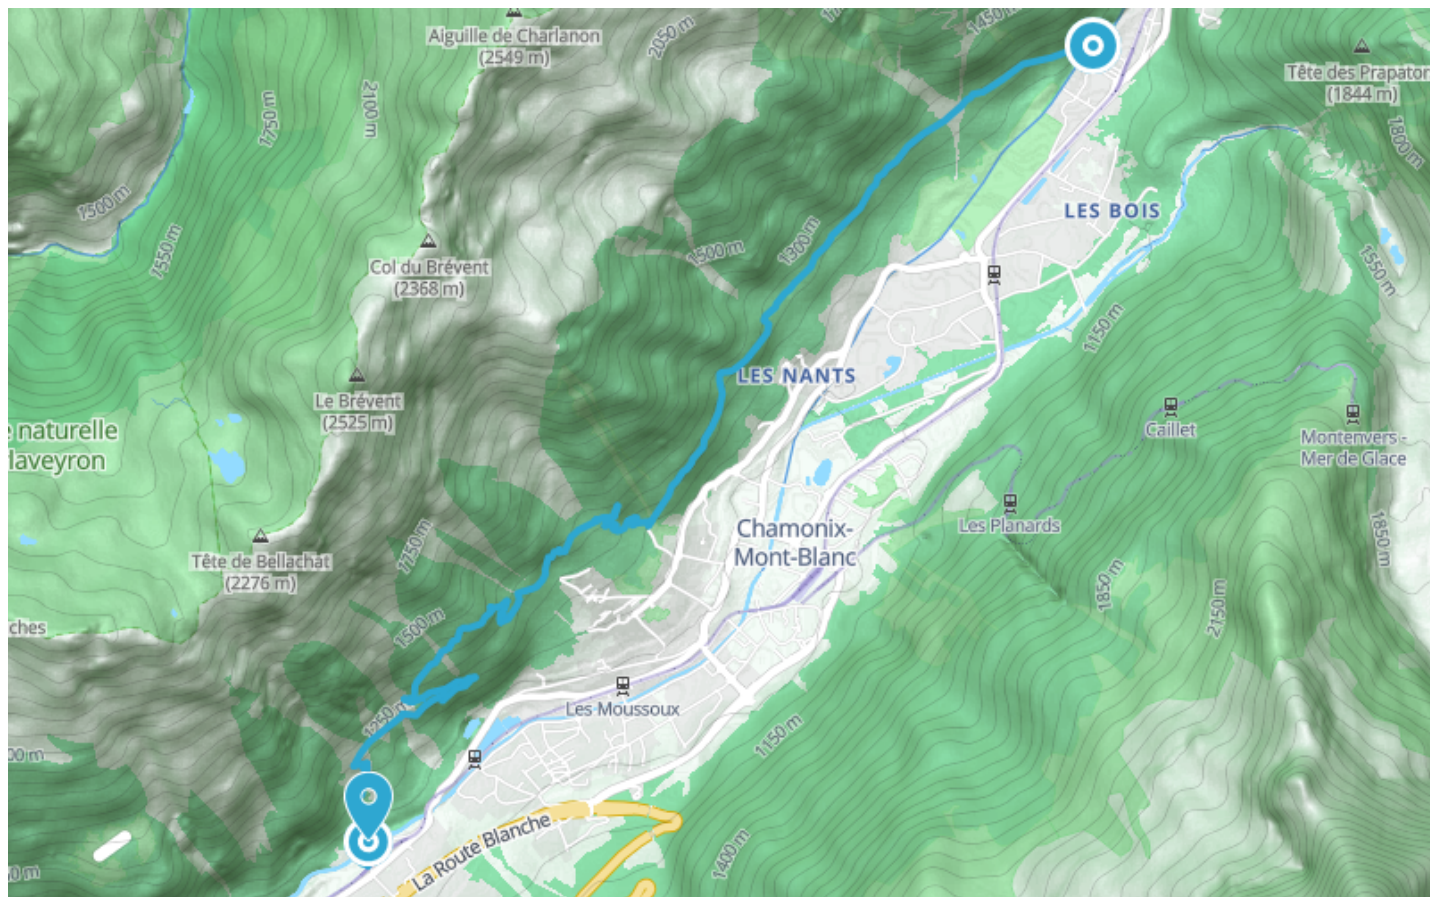 Aiguille de Charlanon
(2549 m)
2050 m
1450 m
Tête des Prapator
(1844 m)
1750 m
2100 m
1800 m
1500 m
LES BOIS
1550 m
1300 m
1500 m
Col du Brévent
(2368 m)
1550 m
1150 m
LES NANTS
Le Brévent
(2525 m)
e naturelle
laveyron
Caillet
Montenvers -
Mer de Glace
Les Planards
Chamonix-
Mont-Blanc
1750 m
1850 m
Tête de Bellachat
(2276 m)
1850 m
2150 m
ches
1500 m
1250 m
Les Moussoux
1150 m
00 m
La Route Blanche
1400 m
50 m